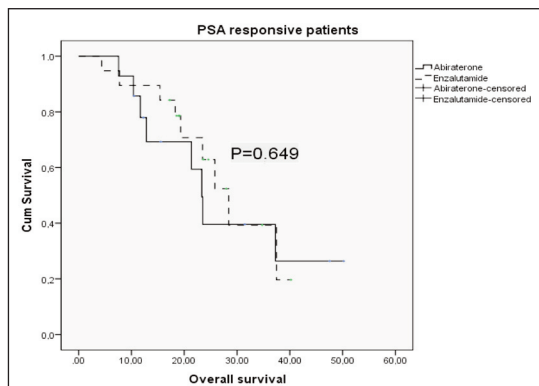 PSA responsive patients
Abiraterone
Enzalutamide
Abiraterone-censored
Enzalutamide-censored
P=0.649
Cum Survival
1,0
0,8
0,6
0,4
0,2
0,0
,00
10,00
20,00
30,00
40,00
50,00
60,00
Overall survival